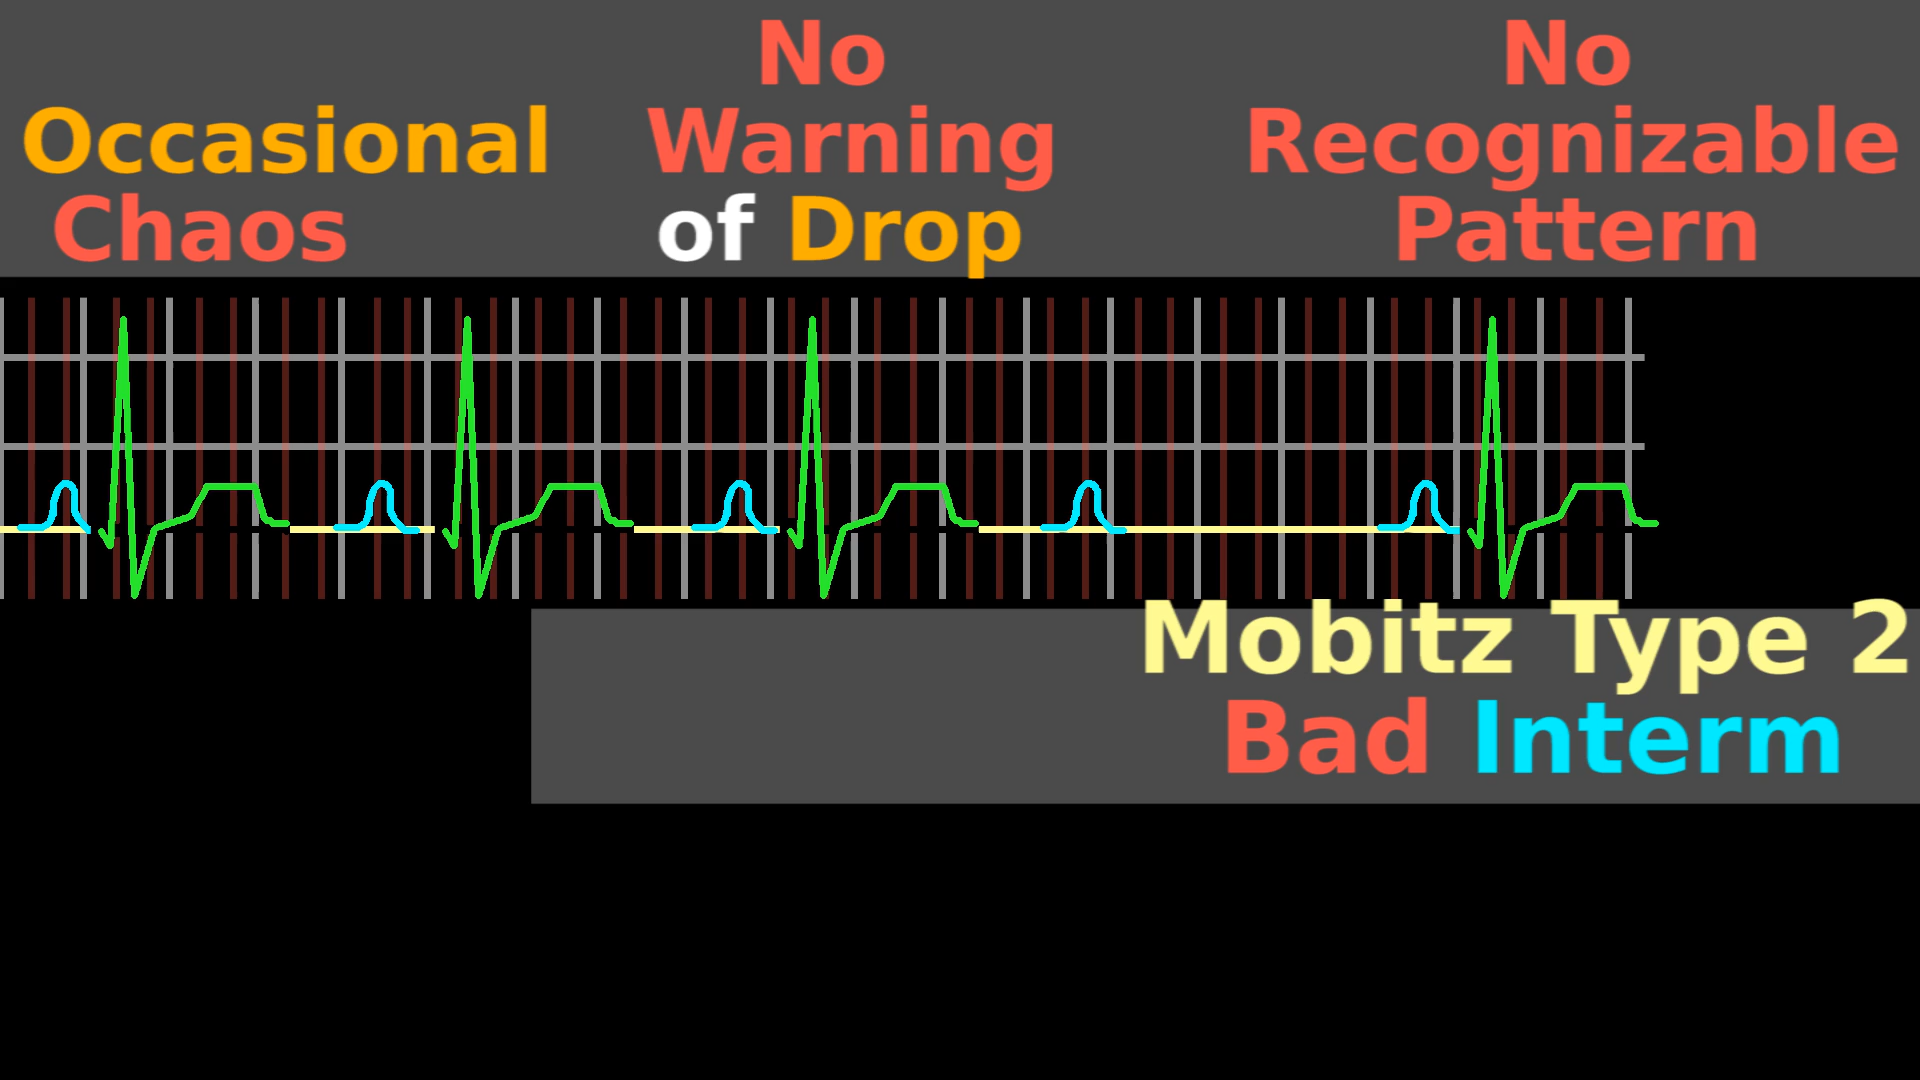 Occasional
Chaos
No
Warning
of Drop
No
Recognizable
Pattern
Mobitz Type 2
Bad Interm